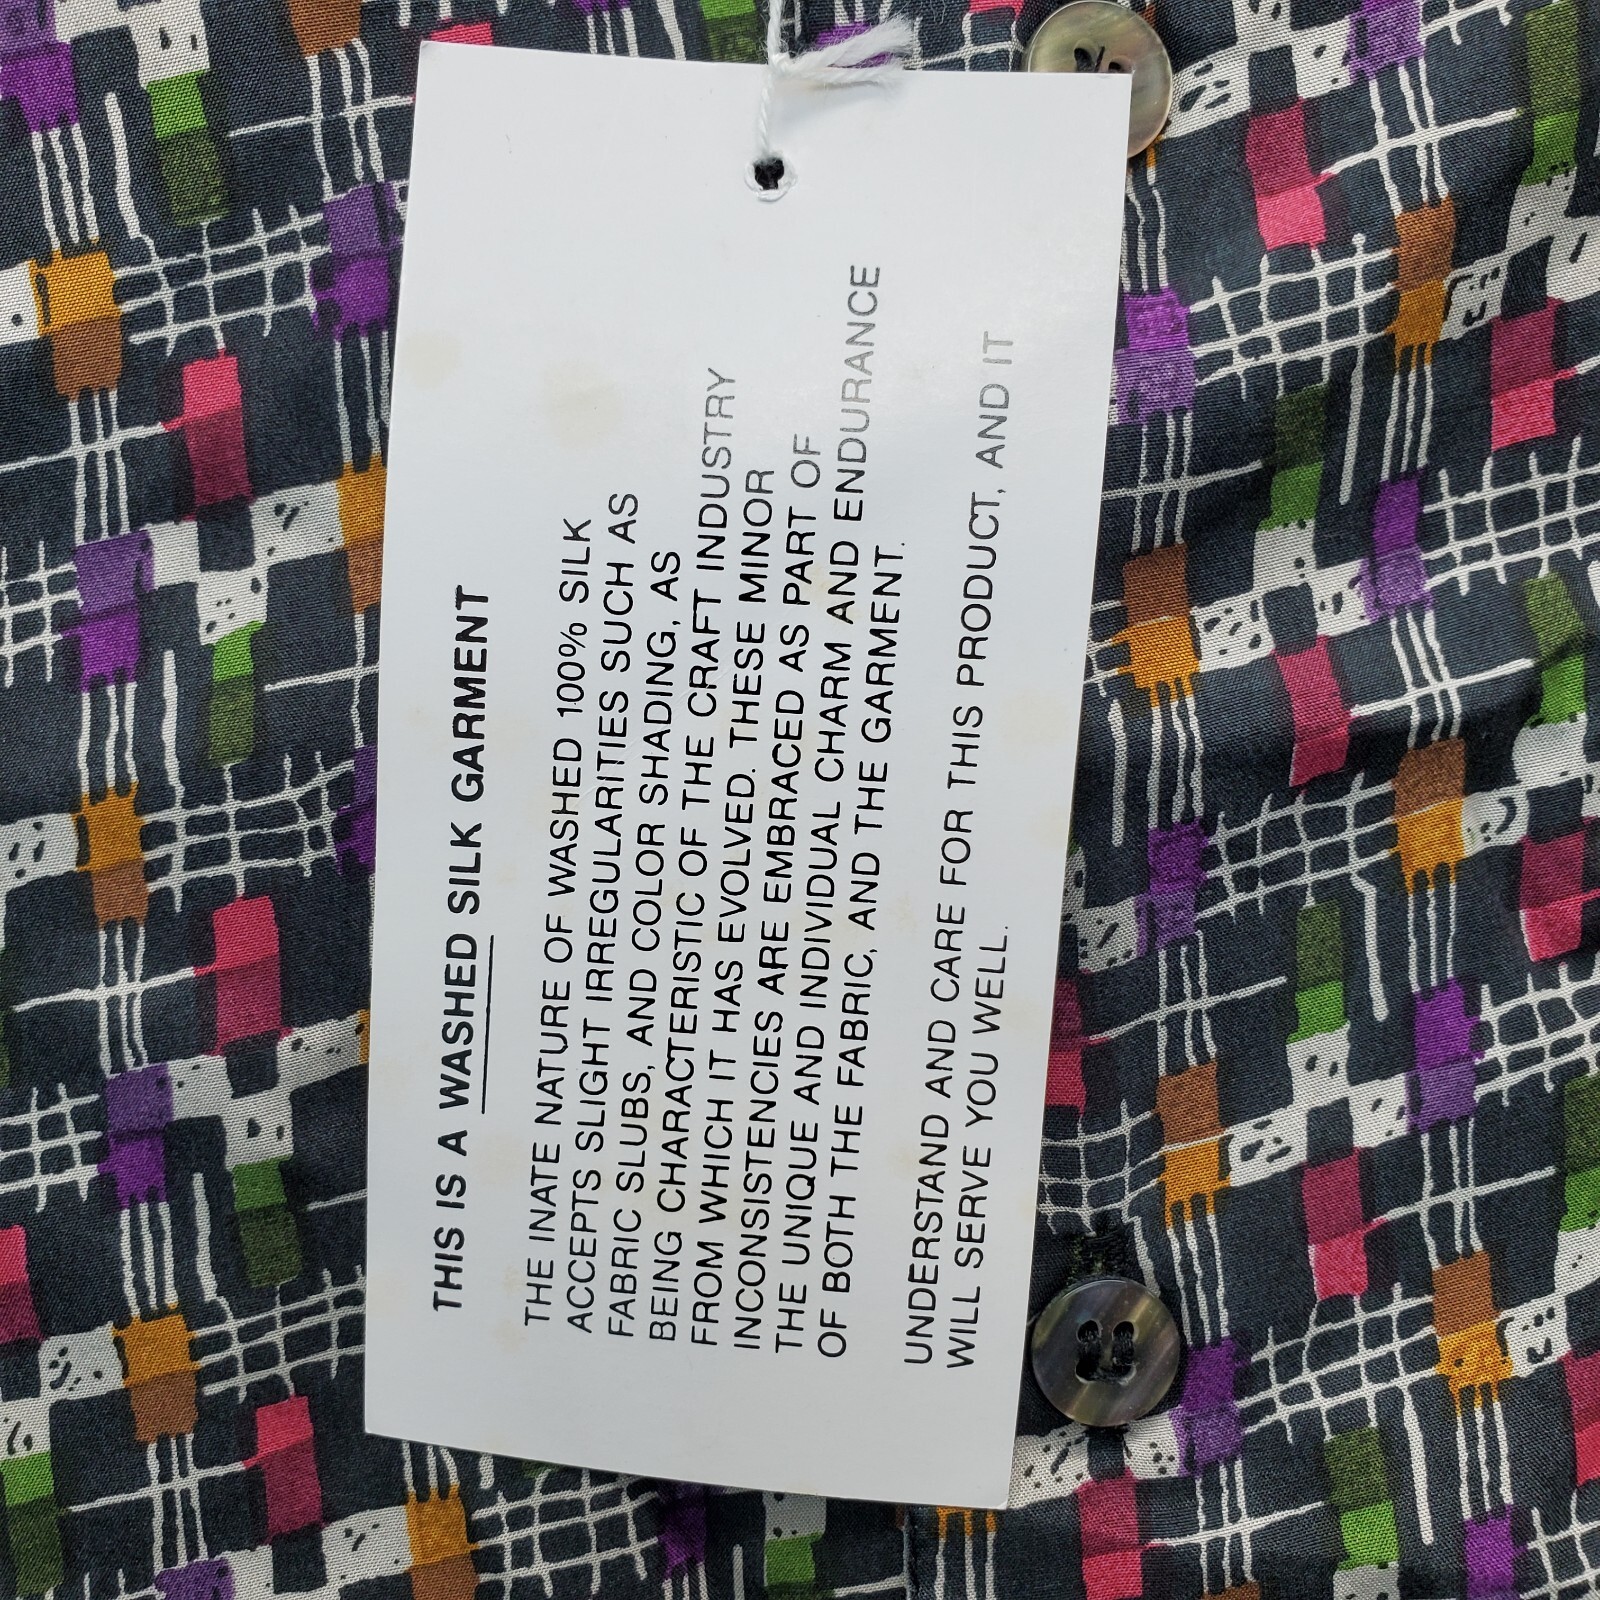 THIS IS A WASHED SILK GARMENT
THE INATE NATURE OF WASHED 100% SILK
ACCEPTS SLIGHT IRREGULARITIES SUCH AS
FABRIC SLUBS, AND COLOR SHADING, AS
BEING CHARACTERISTIC OF THE CRAFT INDUSTRY
FROM WHICH IT HAS EVOLVED. THESE MINOR
INCONSISTENCIES ARE EMBRACED AS PART OF
THE UNIQUE AND INDIVIDUAL CHARM AND ENDURANCE
OF BOTH THE FABRIC, AND THE GARMENT.
UNDERSTAND AND CARE FOR THIS PRODUCT, AND IT
WILL SERVE YOU WELL.